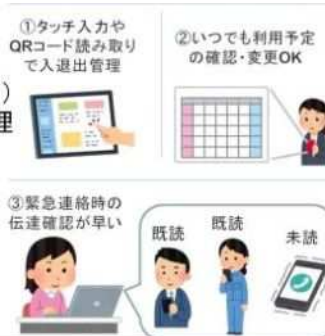 ①タッチ入力や
QRコード読み取り
で入退出管理
）
理
②いつでも利用予定
の確認・変更OK
③緊急連絡時の
伝達確認が早い
既読
既読
未読